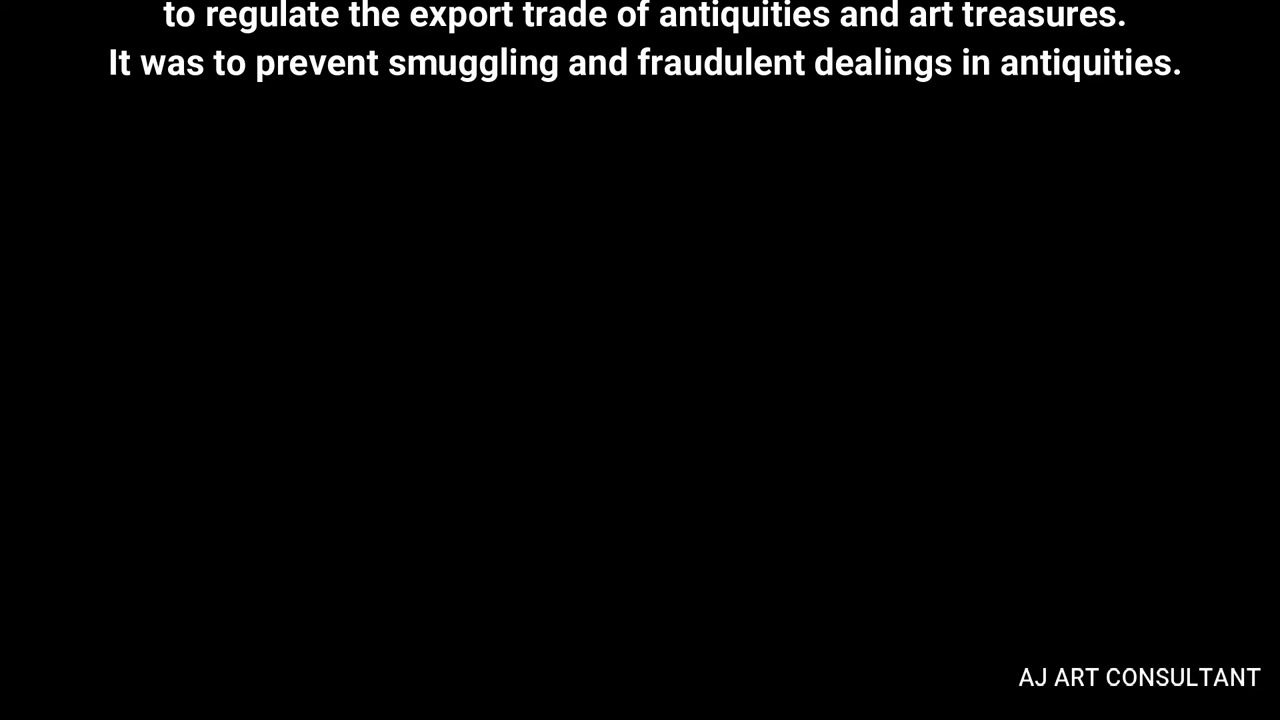 to regulate the export trade of antiquities and art treasures.
It was to prevent smuggling and fraudulent dealings in antiquities.
AJ ART CONSULTANT